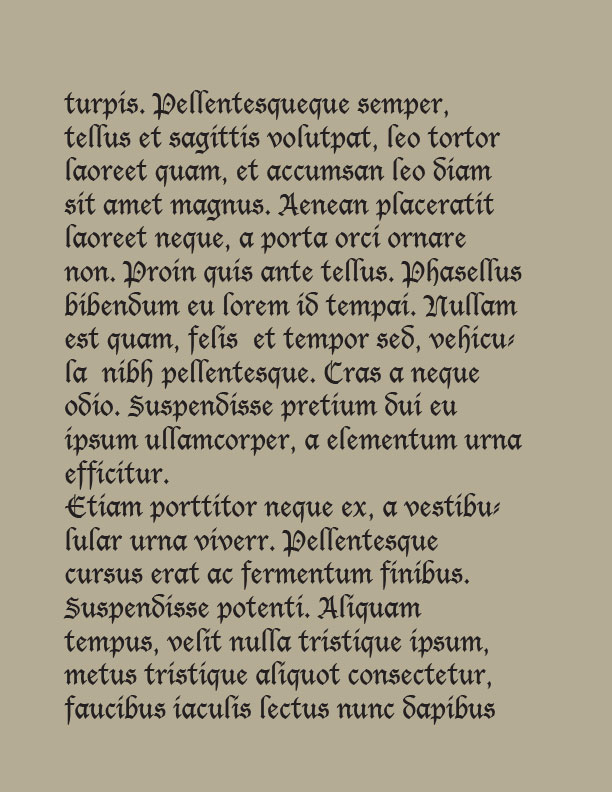 turpis. Pellentesqueque semper,
tellus et sagittis volutpat, leo tortor
laoreet quam, et accumsan leo diam
sit amet magnus. Aenean placeratit
laoreet neque, a porta orci ornare
non. Proin quis ante tellus. Phasellus
bibendum eu lorem id tempai. Nullam
est quam, felis  et tempor sed, vehicu-
la  nibh pellentesque. Cras a neque
odio. Suspendisse pretium dui eu
ipsum ullamcorper, a elementum urna
efficitur.
Etiam porttitor neque ex, a vestibu-
lular urna viverr. Pellentesque
cursus erat ac fermentum finibus.
Suspendisse potenti. Aliquam
tempus, velit nulla tristique ipsum,
metus tristique aliquot consectetur,
faucibus iaculis lectus nunc dapibus